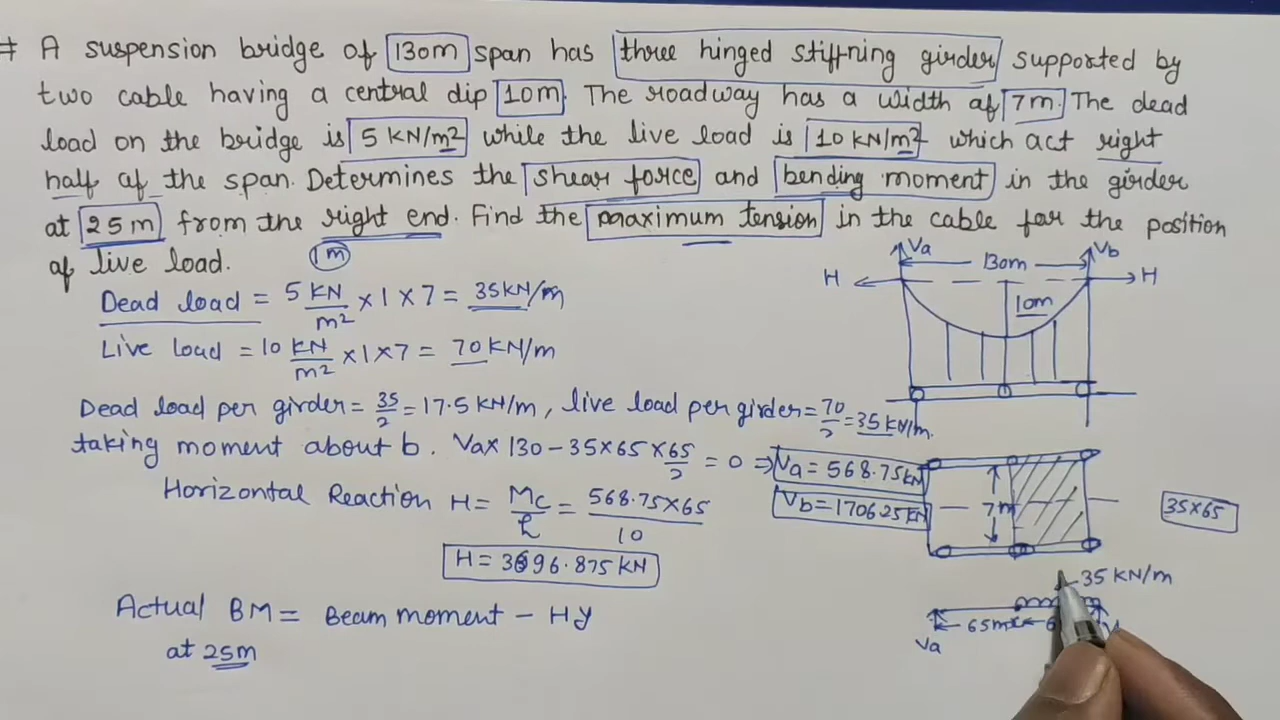 # A suspension bridge of 130m span has three hinged stiffning girder supported by
two cable having a central dip 10m. The roadway has a width of 7m. The dead
load on the bridge is 5 KN/m2 while the live load is 10 KN/m2 which act right
half of the span. Determines the shear force and bending moment in the girder
at 25m from the right end. Find the maximum tension in the cable for the position
of live load.
1m
Dead load = 5 KN/m2 × 1 × 7 = 35KN/m
Live load = 10 KN/m2 × 1 × 7 = 70 KN/m
Dead load per girder = 35/2 = 17.5 KN/m, live load per girder = 70/2 = 35 KN/m.
taking moment about b. Va × 130 - 35×65×65/2 = 0 ⇒ Va = 568.75KN
Vb = 1706.25KN
Horizontal Reaction H = Mc/h = 568.75×65/10
H = 3696.875 KN
Actual BM = Beam moment - Hy
at 25m
Va
Vb
H
130m
H
10m
7m
35×65
35 KN/m
65m
Va